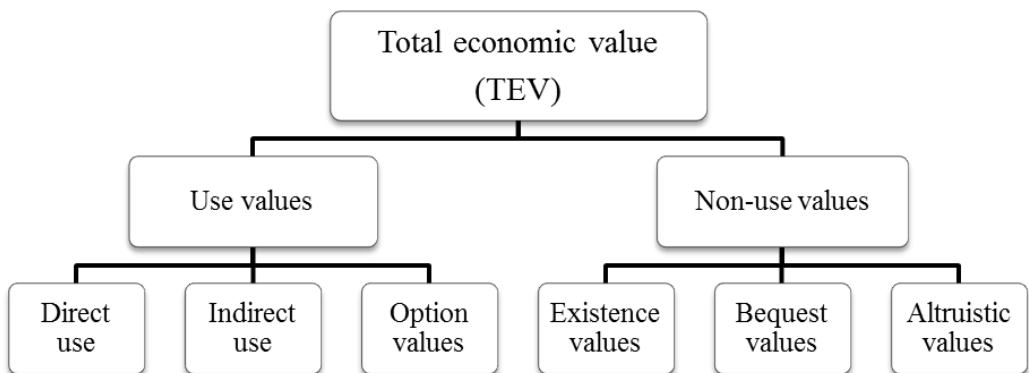 Total economic value
(TEV)
Use values
Non-use values
Direct
use
Indirect
use
Option
values
Existence
values
Bequest
values
Altruistic
values